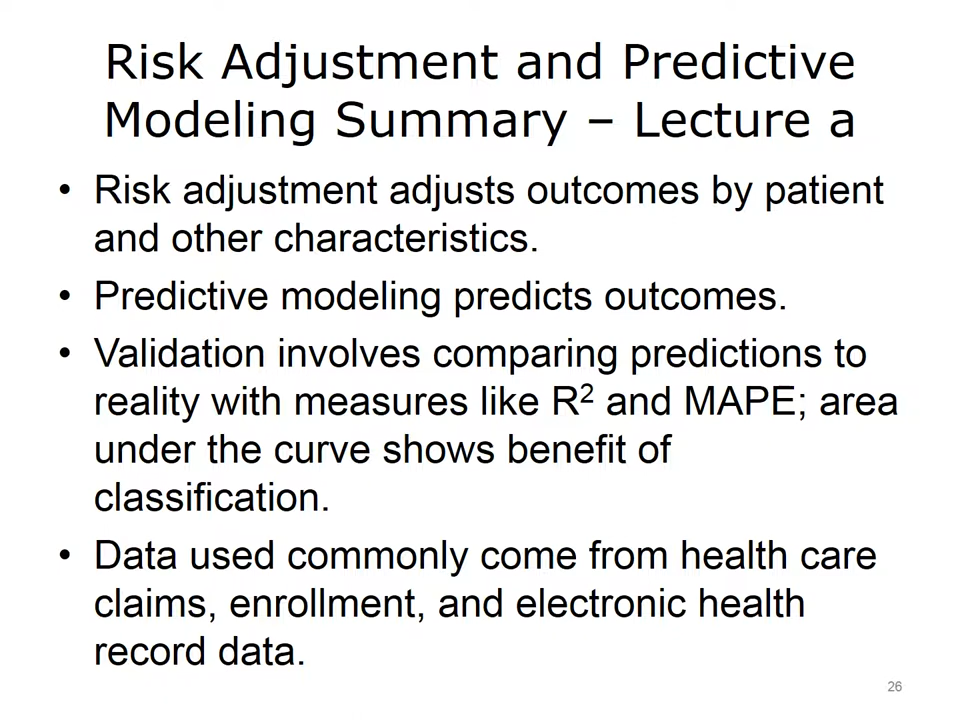 Risk Adjustment and Predictive
Modeling Summary – Lecture a
• Risk adjustment adjusts outcomes by patient
and other characteristics.
• Predictive modeling predicts outcomes.
• Validation involves comparing predictions to
reality with measures like R² and MAPE; area
under the curve shows benefit of
classification.
• Data used commonly come from health care
claims, enrollment, and electronic health
record data.
26